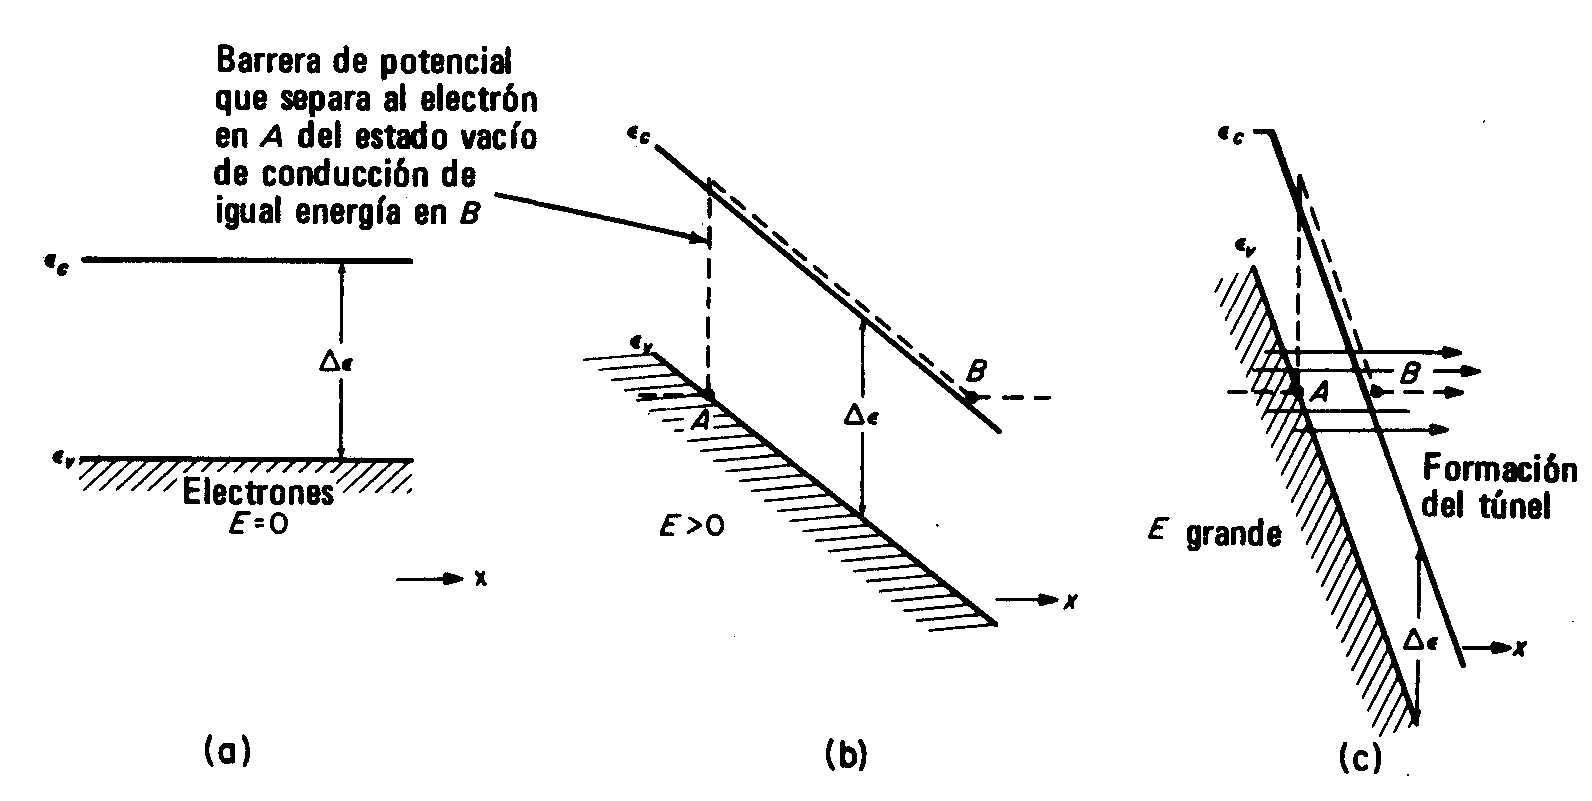 Barrera de potencial
que separa al electrón
en A del estado vacío
de conducción de
igual energía en B
ϵc
Δϵ
ϵv
Electrones
E=0
x
(a)
ϵc
ϵv
A
B
Δϵ
E>0
x
(b)
ϵc
ϵv
A
B
Formación
del túnel
E grande
Δϵ
x
(c)